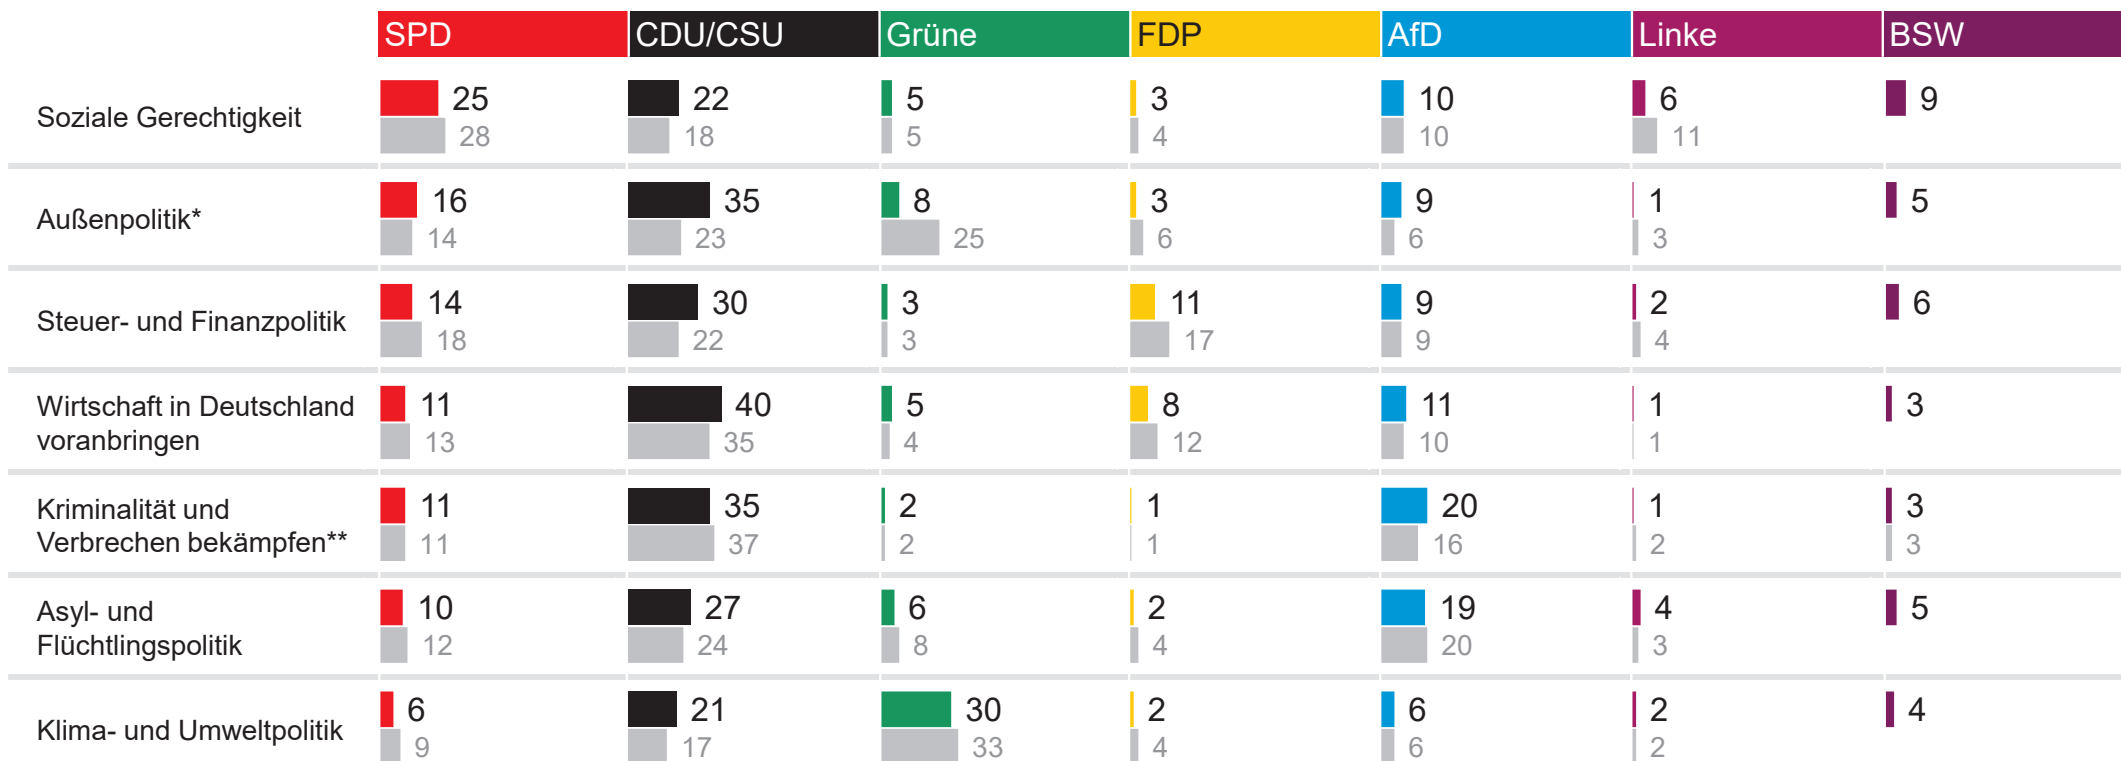 SPD CDU/CSU Grüne FDP AfD Linke BSW
Soziale Gerechtigkeit 25 22 5 3 10 6 9
28 18 5 4 10 11
Außenpolitik* 16 35 8 3 9 1 5
14 23 25 6 6 3
Steuer- und Finanzpolitik 14 30 3 11 9 2 6
18 22 3 17 9 4
Wirtschaft in Deutschland 11 40 5 8 11 1 3
voranbringen 13 35 4 12 10 1
Kriminalität und 11 35 2 1 20 1 3
Verbrechen bekämpfen** 11 37 2 1 16 2 3
Asyl- und 10 27 6 2 19 4 5
Flüchtlingspolitik 12 24 8 4 20 3
Klima- und Umweltpolitik 6 21 30 2 6 2 4
9 17 33 4 6 2